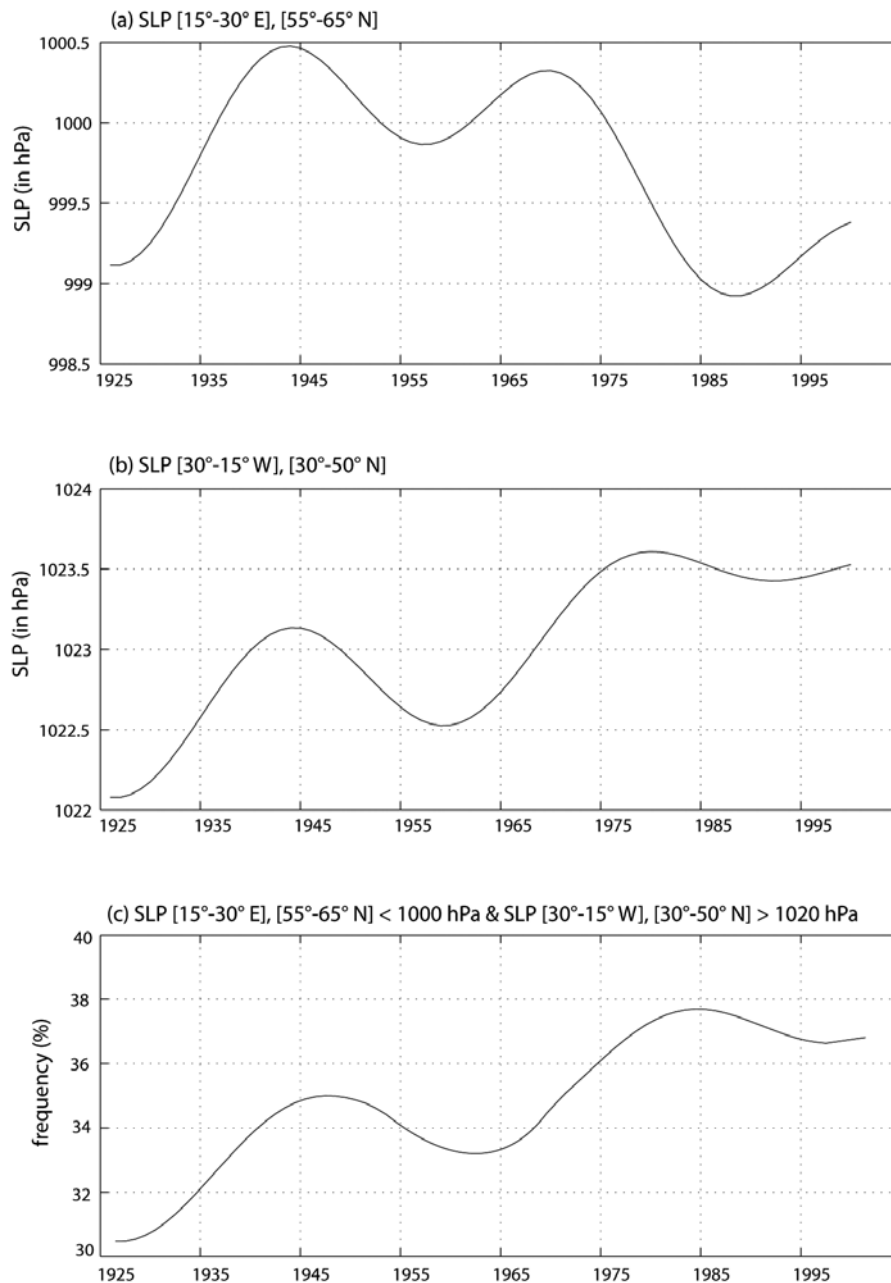 (a) SLP [15°-30° E], [55°-65° N]
1000.5
1000
999.5
999
998.5
SLP (in hPa)
1925 1935 1945 1955 1965 1975 1985 1995
(b) SLP [30°-15° W], [30°-50° N]
1024
1023.5
1023
1022.5
1022
SLP (in hPa)
1925 1935 1945 1955 1965 1975 1985 1995
(c) SLP [15°-30° E], [55°-65° N] < 1000 hPa & SLP [30°-15° W], [30°-50° N] > 1020 hPa
40
38
36
34
32
30
frequency (%)
1925 1935 1945 1955 1965 1975 1985 1995